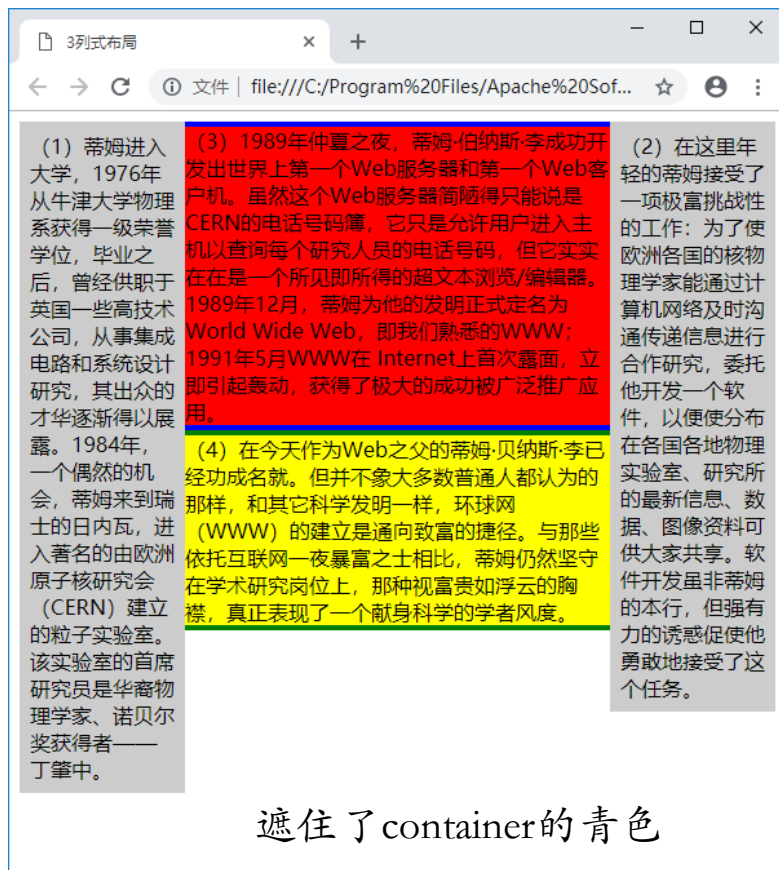 3列式布局
文件 file:///C:/Program%20Files/Apache%20Sof...
（1）蒂姆进入
大学，1976年
从牛津大学物理
系获得一级荣誉
学位，毕业之
后，曾经供职于
英国一些高技术
公司，从事集成
电路和系统设计
研究，其出众的
才华逐渐得以展
露。1984年，
一个偶然的机
会，蒂姆来到瑞
士的日内瓦，进
入著名的由欧洲
原子核研究会
（CERN）建立
的粒子实验室。
该实验室的首席
研究员是华裔物
理学家、诺贝尔
奖获得者——
丁肇中。
（3）1989年仲夏之夜，蒂姆·伯纳斯·李成功开
发出世界上第一个Web服务器和第一个Web客
户机。虽然这个Web服务器简陋得只能说是
CERN的电话号码簿，它只是允许用户进入主
机以查询每个研究人员的电话号码，但它实实
在在是一个所见即所得的超文本浏览/编辑器。
1989年12月，蒂姆为他的发明正式定名为
World Wide Web，即我们熟悉的WWW；
1991年5月WWW在 Internet上首次露面，立
即引起轰动，获得了极大的成功被广泛推广应
用。
（4）在今天作为Web之父的蒂姆·贝纳斯·李已
经功成名就。但并不象大多数普通人都认为的
那样，和其它科学发明一样，环球网
（WWW）的建立是通向致富的捷径。与那些
依托互联网一夜暴富之士相比，蒂姆仍然坚守
在学术研究岗位上，那种视富贵如浮云的胸
襟，真正表现了一个献身科学的学者风度。
（2）在这里年
轻的蒂姆接受了
一项极富挑战性
的工作：为了使
欧洲各国的核物
理学家能通过计
算机网络及时沟
通传递信息进行
合作研究，委托
他开发一个软
件，以便使分布
在各国各地物理
实验室、研究所
的最新信息、数
据、图像资料可
供大家共享。软
件开发虽非蒂姆
的本行，但强有
力的诱惑促使他
勇敢地接受了这
个任务。
遮住了container的青色